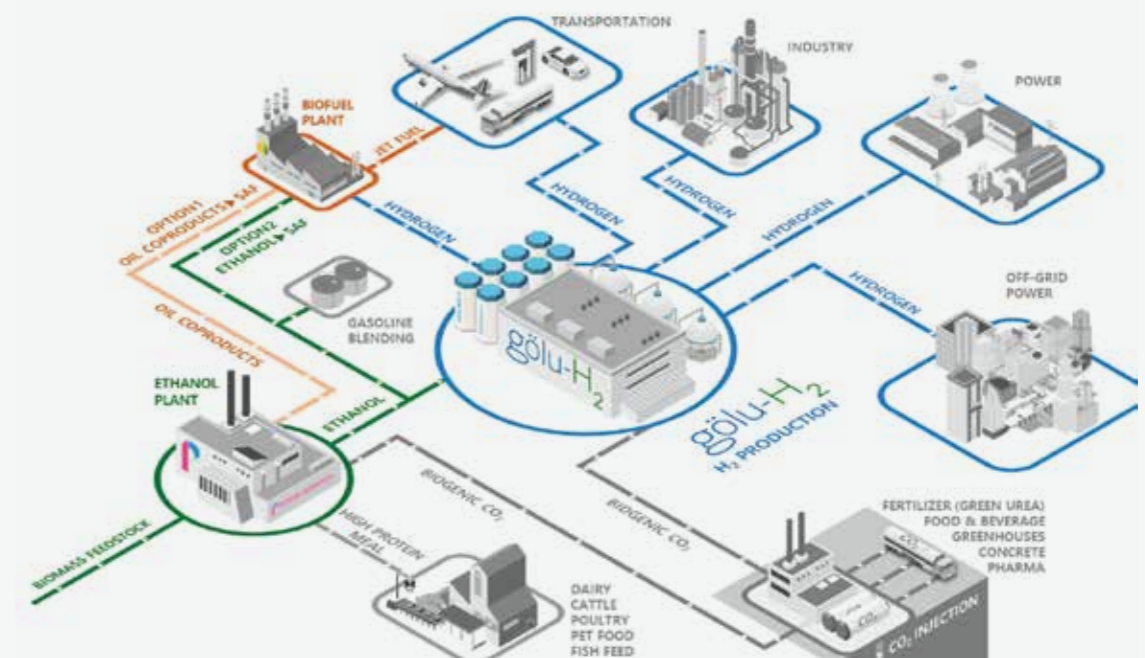 TRANSPORTATION
INDUSTRY
POWER
BIOFUEL
PLANT
JET FUEL
OPTION1
OIL COPRODUCTS▶SAF
OPTION2
ETHANOL▶SAF
HYDROGEN
HYDROGEN
HYDROGEN
HYDROGEN
HYDROGEN
OFF-GRID
POWER
GASOLINE
BLENDING
OIL COPRODUCTS
gölu-H2
gölu-H2
H2 PRODUCTION
ETHANOL
PLANT
ETHANOL
BIOMASS FEEDSTOCK
HIGH PROTEIN
MEAL
BIOGENIC CO2
BIOGENIC CO2
DAIRY
CATTLE
POULTRY
PET FOOD
FISH FEED
FERTILIZER (GREEN UREA)
FOOD & BEVERAGE
GREENHOUSES
CONCRETE
PHARMA
CO2
CO2
CO2 INJECTION